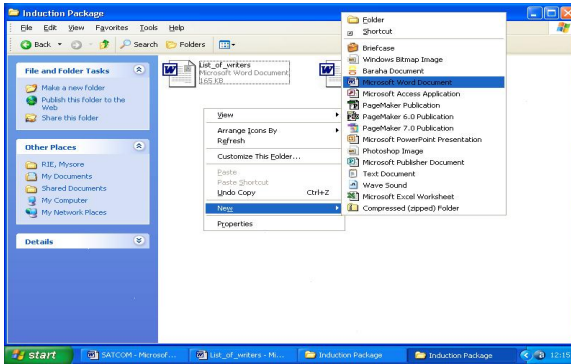 Induction Package
File Edit View Favorites Tools Help
Back Search Folders
File and Folder Tasks
Make a new folder
Publish this folder to the
Web
Share this folder
Other Places
RIE, Mysore
My Documents
Shared Documents
My Computer
My Network Places
Details
List_of_writers
Microsoft Word Document
165 KB
View
Arrange Icons By
Refresh
Customize This Folder...
Paste
Paste Shortcut
Undo Copy Ctrl+Z
New
Properties
Folder
Shortcut
Briefcase
Windows Bitmap Image
Baraha Document
Microsoft Word Document
Microsoft Access Application
PageMaker Publication
PageMaker 6.0 Publication
PageMaker 7.0 Publication
Microsoft PowerPoint Presentation
Photoshop Image
Microsoft Publisher Document
Text Document
Wave Sound
Microsoft Excel Worksheet
Compressed (zipped) Folder
start SATCOM - Microsof... List_of_writers - Mi... Induction Package Induction Package 12:15